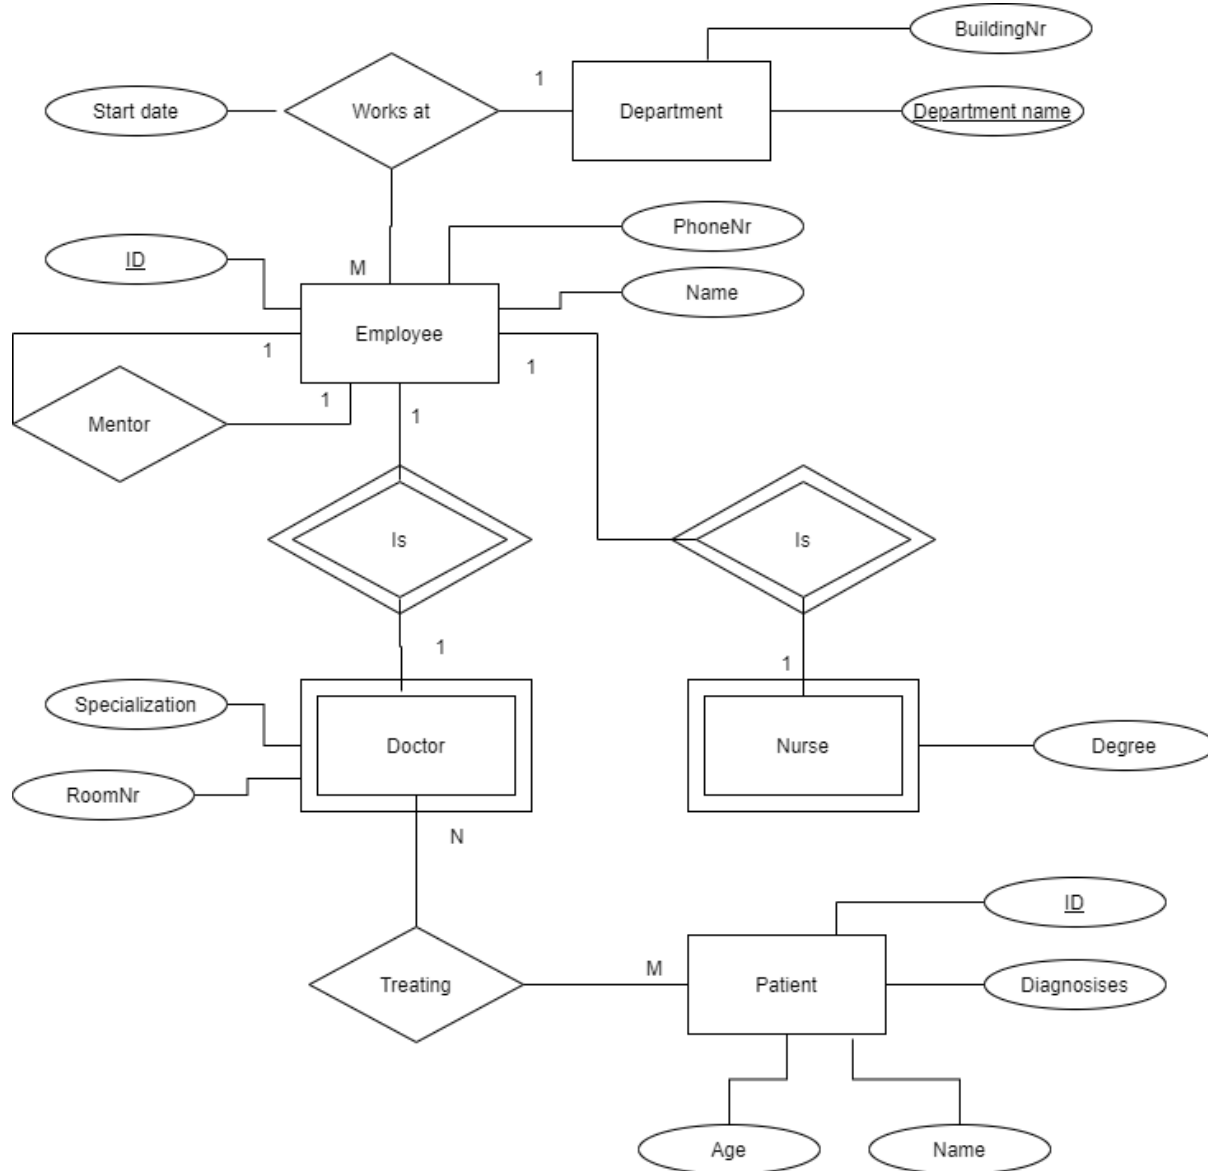 BuildingNr
1
Start date
Works at
Department
Department name
PhoneNr
ID
M
Name
Employee
1
1
1
1
Mentor
Is
Is
1
1
Specialization
Doctor
Nurse
Degree
RoomNr
N
ID
M
Treating
Patient
Diagnosises
Age
Name